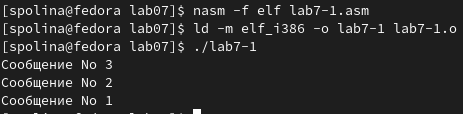 [spolina@fedora lab07]$ nasm -f elf lab7-1.asm
[spolina@fedora lab07]$ ld -m elf_i386 -o lab7-1 lab7-1.o
[spolina@fedora lab07]$ ./lab7-1
Сообщение No 3
Сообщение No 2
Сообщение No 1
[spolina@fedora lab07]$